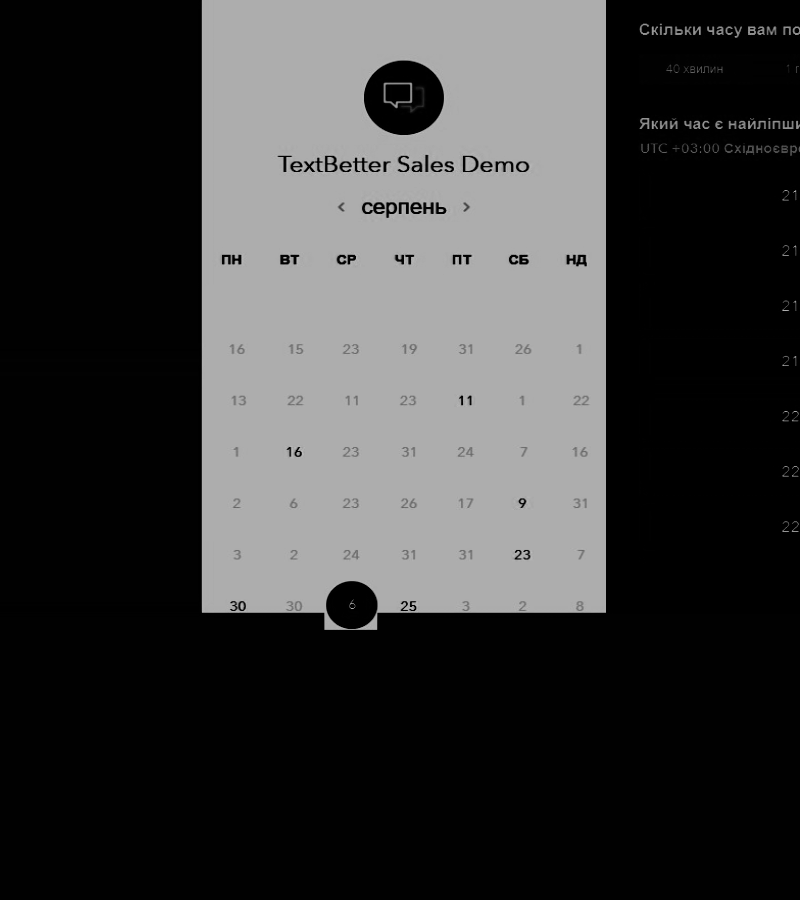 TextBetter Sales Demo
‹ серпень ›
ПН ВТ СР ЧТ ПТ СБ НД
16 15 23 19 31 26 1
13 22 11 23 11 1 22
1 16 23 31 24 7 16
2 6 23 26 17 9 31
3 2 24 31 31 23 7
30 30 6 25 3 2 8
Скільки часу вам
40 хвилин 1
Який час є
UTC +03:00
21
21
21
21
22
22
22